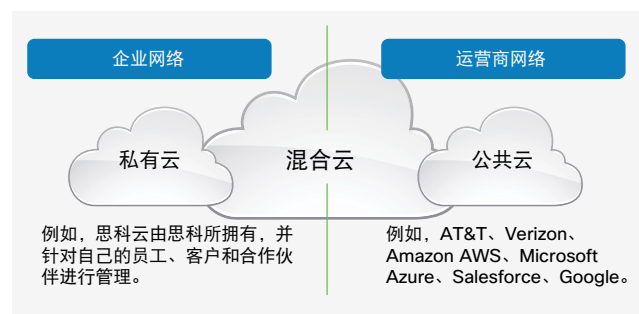 企业网络
运营商网络
私有云
混合云
公共云
例如，思科云由思科所拥有，并
针对自己的员工、客户和合作伙
伴进行管理。
例如，AT&T、Verizon、
Amazon AWS、Microsoft
Azure、Salesforce、Google。